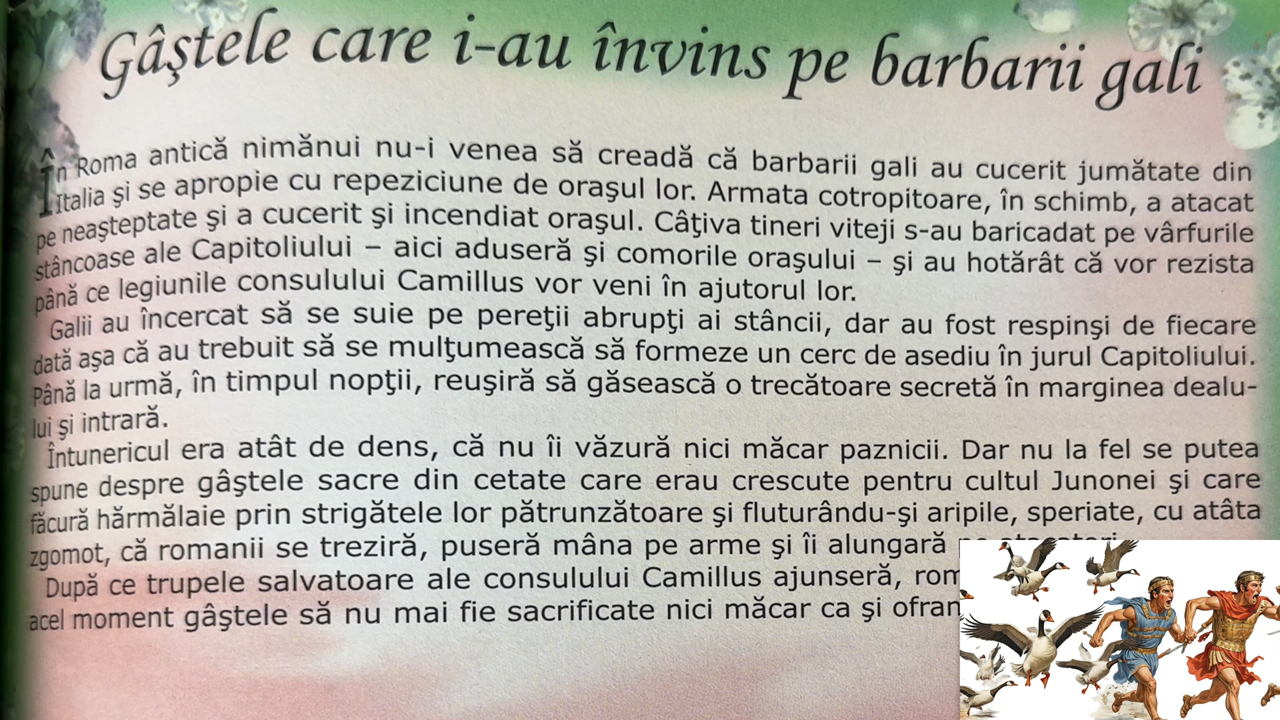 Gâştele care i-au învins pe barbarii gali
În Roma antică nimănui nu-i venea să creadă că barbarii gali au cucerit jumătate din
Italia şi se apropie cu repeziciune de oraşul lor. Armata cotropitoare, în schimb, a atacat
pe neaşteptate şi a cucerit şi incendiat oraşul. Câţiva tineri viteji s-au baricadat pe vârfurile
stâncoase ale Capitoliului – aici aduseră şi comorile oraşului – şi au hotărât că vor rezista
până ce legiunile consulului Camillus vor veni în ajutorul lor.
Galii au încercat să se suie pe pereţii abrupţi ai stâncii, dar au fost respinşi de fiecare
dată aşa că au trebuit să se mulţumească să formeze un cerc de asediu în jurul Capitoliului.
Până la urmă, în timpul nopţii, reuşiră să găsească o trecătoare secretă în marginea dealu-
lui şi intrară.
Întunericul era atât de dens, că nu îi văzură nici măcar paznicii. Dar nu la fel se putea
spune despre gâştele sacre din cetate care erau crescute pentru cultul Junonei şi care
făcură hărmălaie prin strigătele lor pătrunzătoare şi fluturându-şi aripile, speriate, cu atâta
zgomot, că romanii se treziră, puseră mâna pe arme şi îi alungară
După ce trupele salvatoare ale consulului Camillus ajunseră,
acel moment gâştele să nu mai fie sacrificate nici măcar ca şi